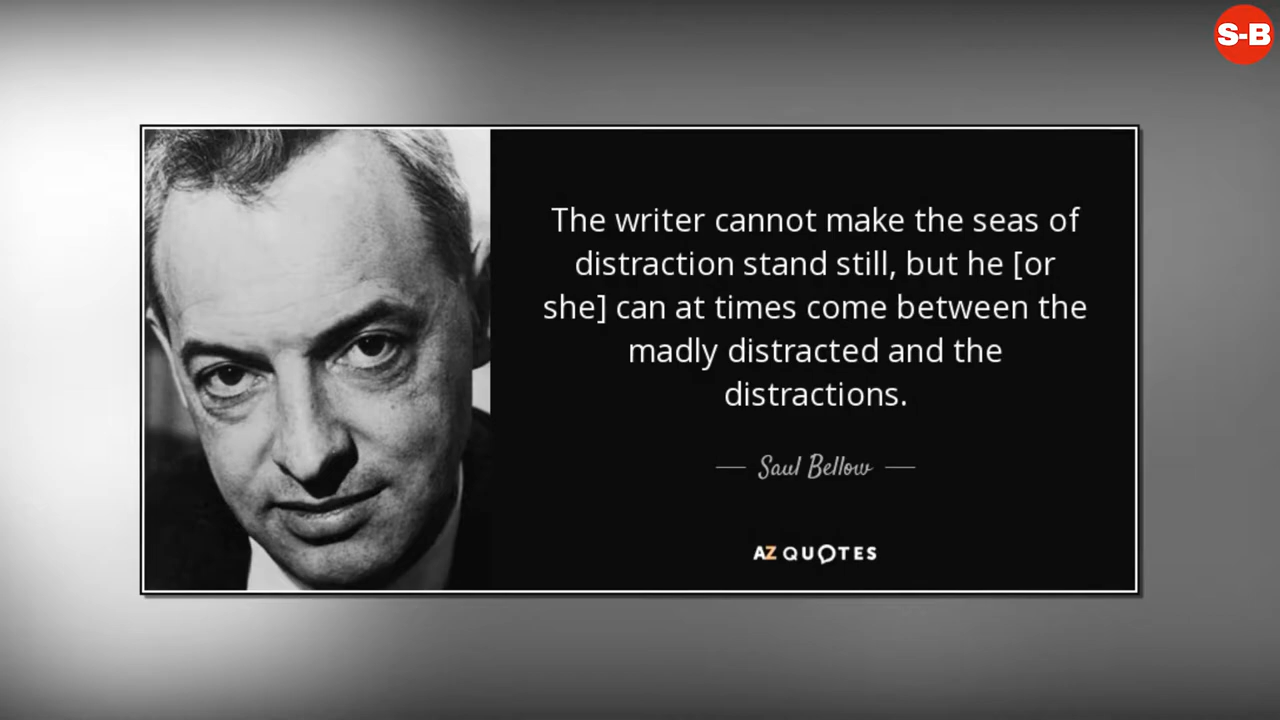 S-B
The writer cannot make the seas of
distraction stand still, but he [or
she] can at times come between the
madly distracted and the
distractions.
Saul Bellow
AZ QUOTES